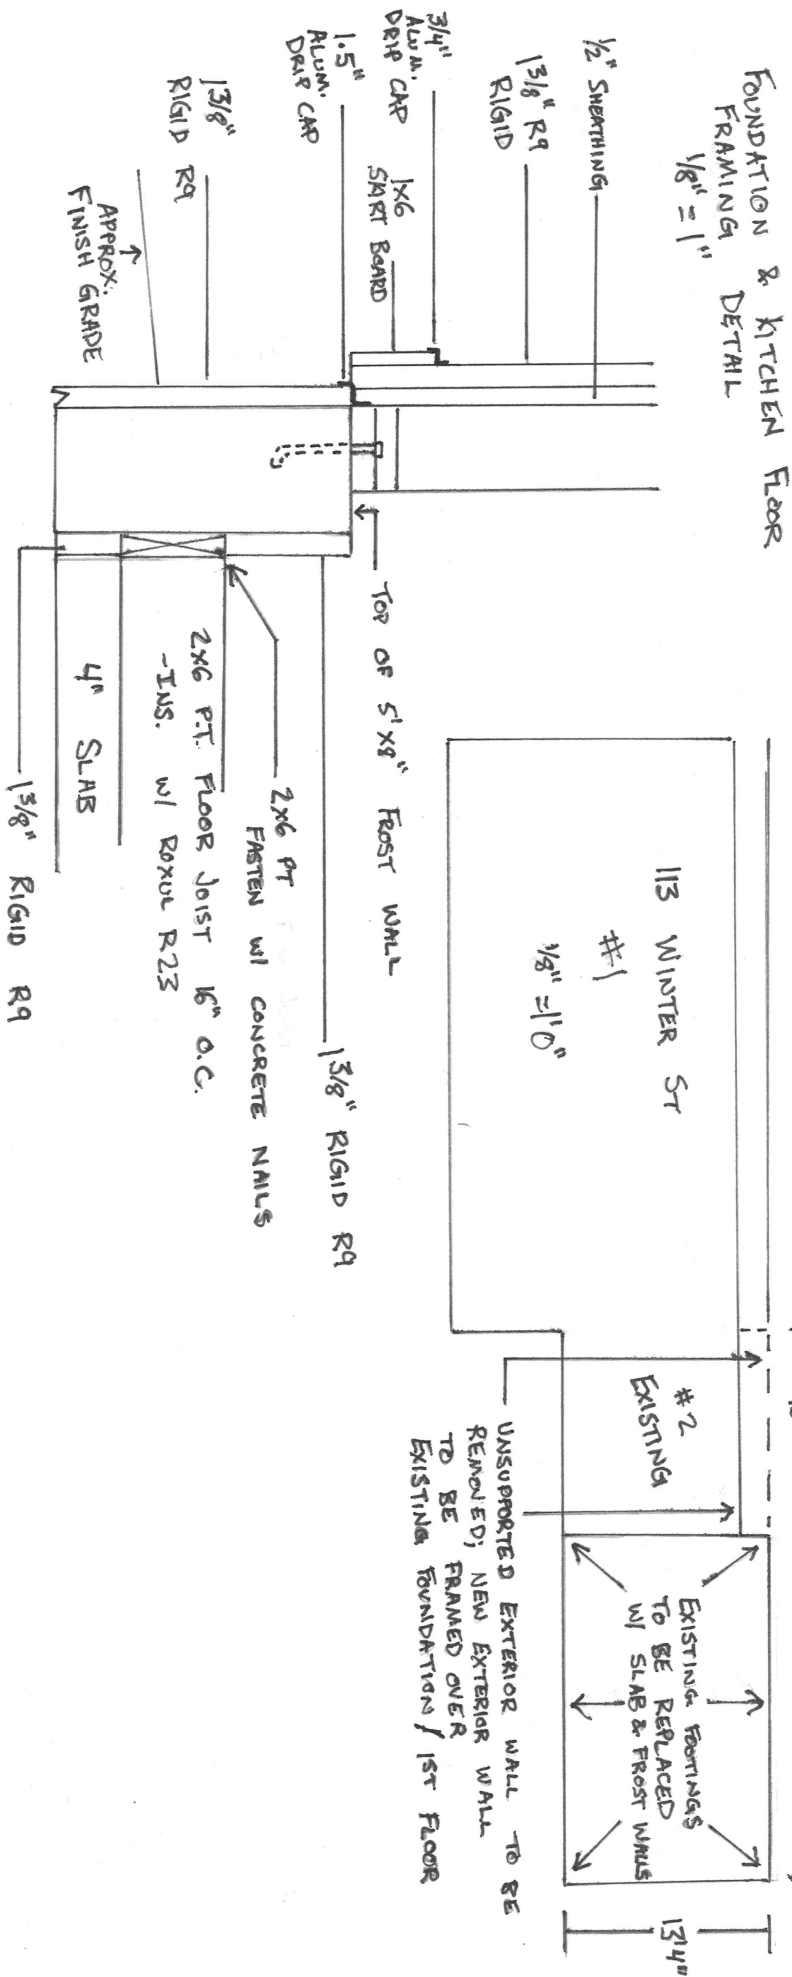 FOUNDATION & KITCHEN FLOOR
FRAMING DETAIL
1/8" = 1"
1/2" SHEATHING
1 3/8" R9
RIGID
3/4"
ALUM.
DRIP CAP
1X6
SKIRT BOARD
1.5"
ALUM.
DRIP CAP
1 3/8"
RIGID R9
APPROX.
FINISH GRADE
TOP OF 5'X8" FROST WALL
1 3/8" RIGID R9
2X6 PT
FASTEN W/ CONCRETE NAILS
2X6 P.T. FLOOR JOIST 16" O.C.
-INS. W/ ROXUL R23
4" SLAB
1 3/8" RIGID R9
113 WINTER ST
#1
1/8" = 1'0"
#2
EXISTING
EXISTING FOOTINGS
TO BE REPLACED
W/ SLAB & FROST WALLS
13'4"
UNSUPPORTED EXTERIOR WALL TO BE
REMOVED; NEW EXTERIOR WALL
TO BE FRAMED OVER
EXISTING FOUNDATION / 1ST FLOOR